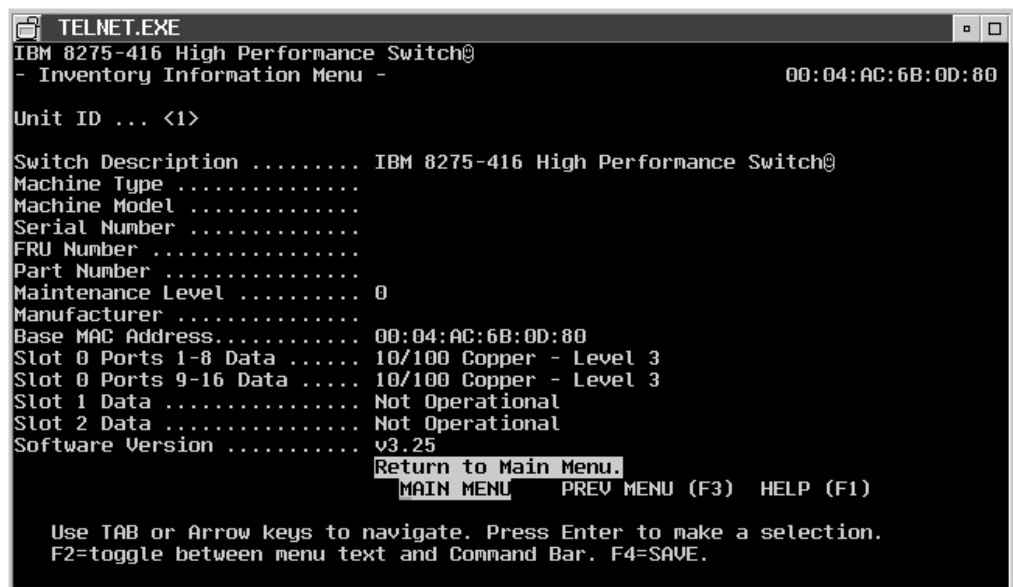 TELNET.EXE
IBM 8275-416 High Performance Switch☺
- Inventory Information Menu - 00:04:AC:6B:0D:80
Unit ID ... <1>
Switch Description ......... IBM 8275-416 High Performance Switch☺
Machine Type ...............
Machine Model ..............
Serial Number ..............
FRU Number .................
Part Number ................
Maintenance Level .......... 0
Manufacturer ...............
Base MAC Address............ 00:04:AC:6B:0D:80
Slot 0 Ports 1-8 Data ...... 10/100 Copper - Level 3
Slot 0 Ports 9-16 Data ..... 10/100 Copper - Level 3
Slot 1 Data ................ Not Operational
Slot 2 Data ................ Not Operational
Software Version ........... v3.25
Return to Main Menu.
MAIN MENU PREV MENU (F3) HELP (F1)
Use TAB or Arrow keys to navigate. Press Enter to make a selection.
F2=toggle between menu text and Command Bar. F4=SAVE.